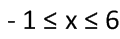 - 1 ≤ x ≤ 6